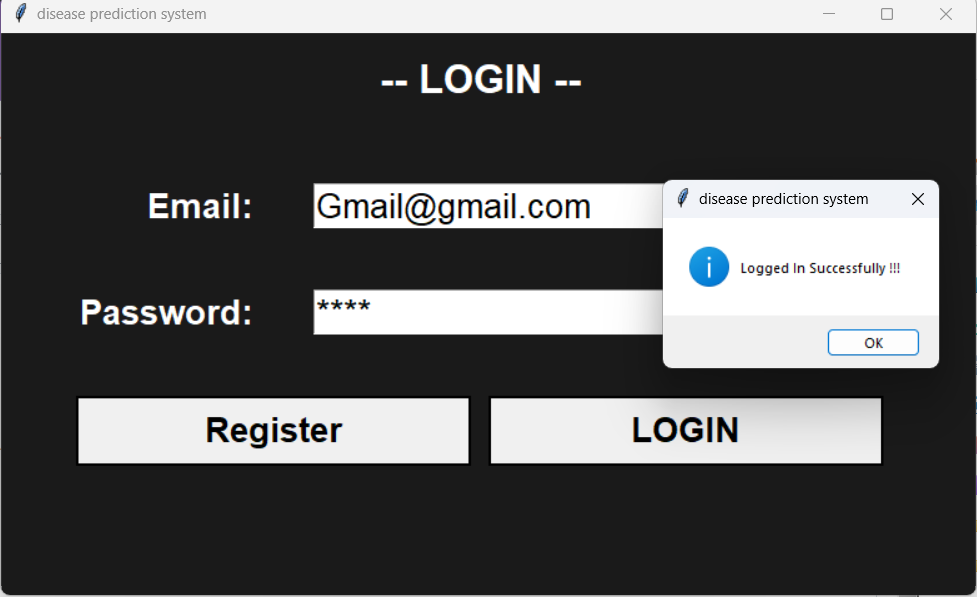 disease prediction system
-- LOGIN --
Email:
Gmail@gmail.com
Password:
****
Register
LOGIN
disease prediction system
Logged In Successfully !!!
OK